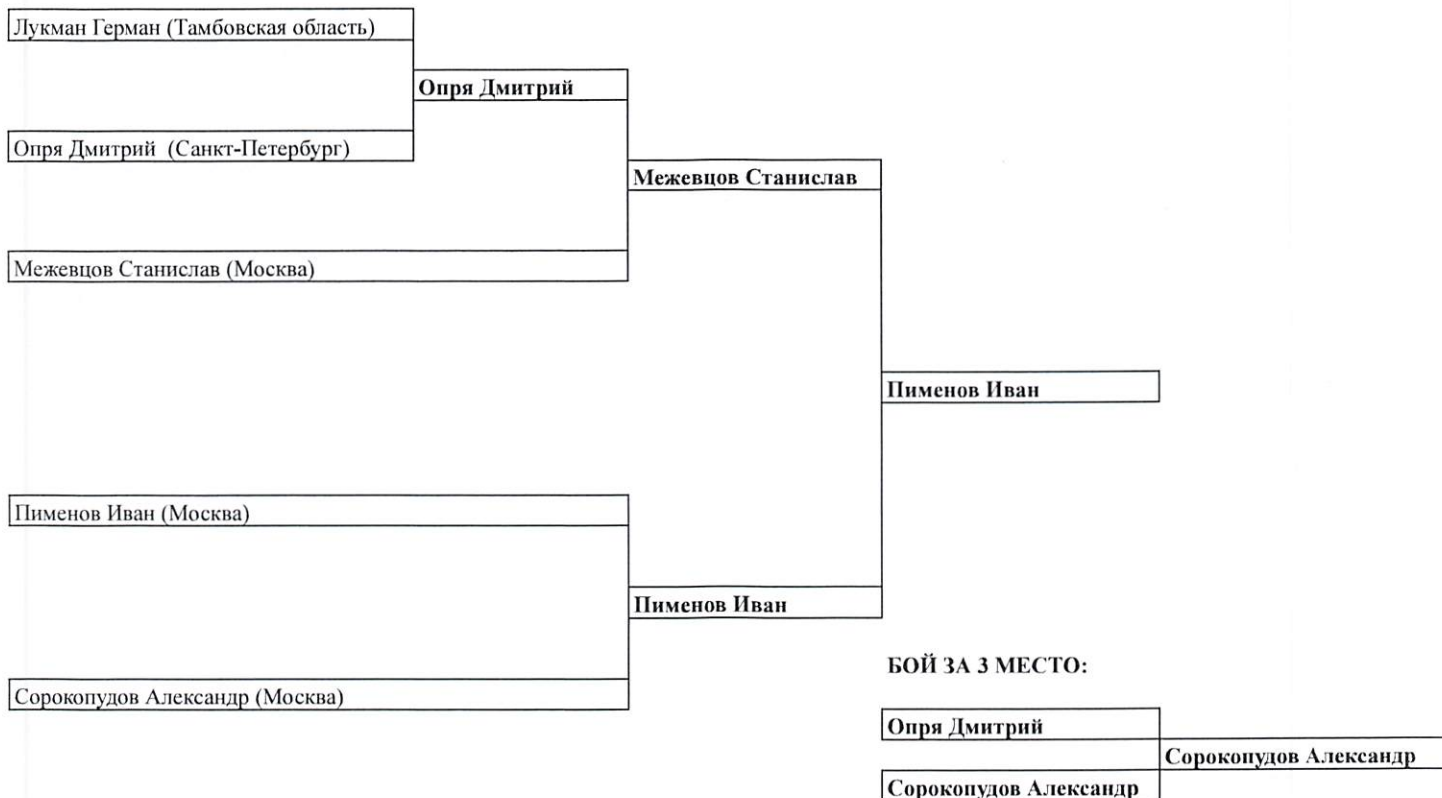 Лукман Герман (Тамбовская область)
Опря Дмитрий
Опря Дмитрий (Санкт-Петербург)
Межевцов Станислав
Межевцов Станислав (Москва)
Пименов Иван
Пименов Иван (Москва)
Пименов Иван
БОЙ ЗА 3 МЕСТО:
Сорокопудов Александр (Москва)
Опря Дмитрий
Сорокопудов Александр
Сорокопудов Александр